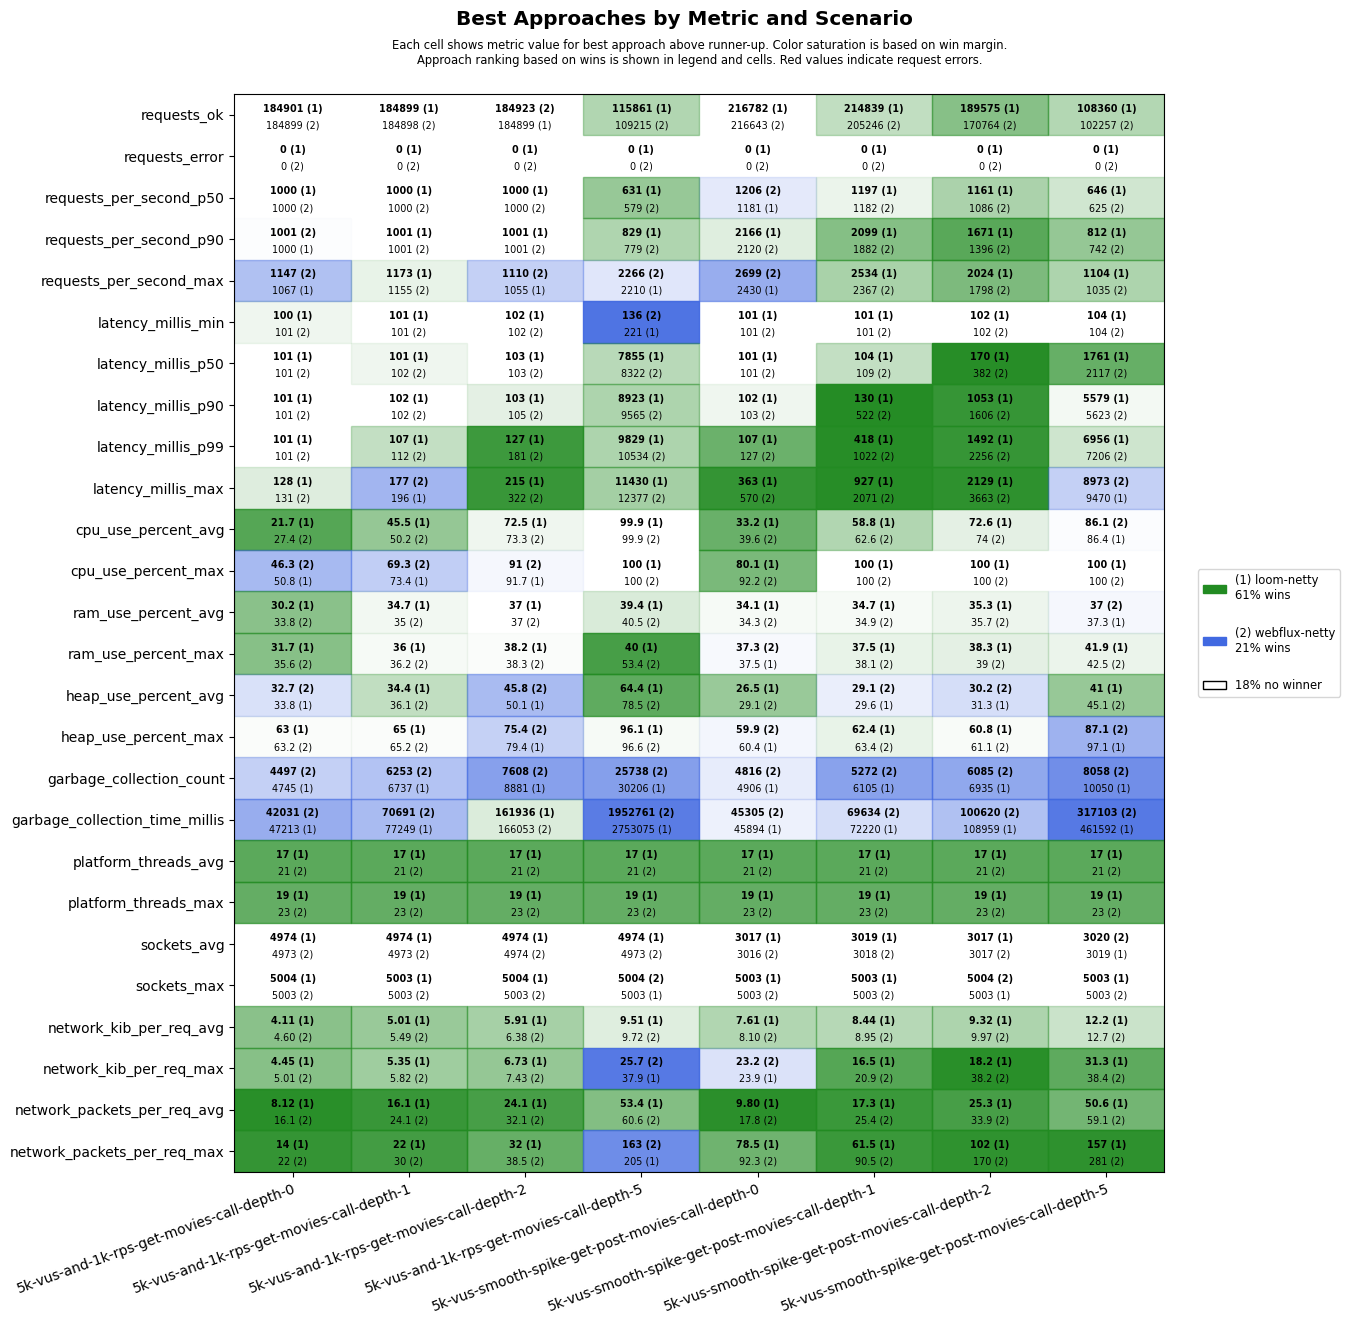 Best Approaches by Metric and Scenario
Each cell shows metric value for best approach above runner-up. Color saturation is based on win margin.
Approach ranking based on wins is shown in legend and cells. Red values indicate request errors.
requests_ok
184901 (1) 184899 (1) 184923 (2) 115861 (1) 216782 (1) 214839 (1) 189575 (1) 108360 (1)
184899 (2) 184898 (2) 184899 (1) 109215 (2) 216643 (2) 205246 (2) 170764 (2) 102257 (2)
requests_error
0 (1) 0 (1) 0 (1) 0 (1) 0 (1) 0 (1) 0 (1) 0 (1)
0 (2) 0 (2) 0 (2) 0 (2) 0 (2) 0 (2) 0 (2) 0 (2)
requests_per_second_p50
1000 (1) 1000 (1) 1000 (1) 631 (1) 1206 (2) 1197 (1) 1161 (1) 646 (1)
1000 (2) 1000 (2) 1000 (2) 579 (2) 1181 (1) 1182 (2) 1086 (2) 625 (2)
requests_per_second_p90
1001 (2) 1001 (1) 1001 (1) 829 (1) 2166 (1) 2099 (1) 1671 (1) 812 (1)
1000 (1) 1001 (2) 1001 (2) 779 (2) 2120 (2) 1882 (2) 1396 (2) 742 (2)
requests_per_second_max
1147 (2) 1173 (1) 1110 (2) 2266 (2) 2699 (2) 2534 (1) 2024 (1) 1104 (1)
1067 (1) 1155 (2) 1055 (1) 2210 (1) 2430 (1) 2367 (2) 1798 (2) 1035 (2)
latency_millis_min
100 (1) 101 (1) 102 (1) 136 (2) 101 (1) 101 (1) 102 (1) 104 (1)
101 (2) 101 (2) 102 (2) 221 (1) 101 (2) 101 (2) 102 (2) 104 (2)
latency_millis_p50
101 (1) 101 (1) 103 (1) 7855 (1) 101 (1) 104 (1) 170 (1) 1761 (1)
101 (2) 102 (2) 103 (2) 8322 (2) 101 (2) 109 (2) 382 (2) 2117 (2)
latency_millis_p90
101 (1) 102 (1) 103 (1) 8923 (1) 102 (1) 130 (1) 1053 (1) 5579 (1)
101 (2) 102 (2) 105 (2) 9565 (2) 103 (2) 522 (2) 1606 (2) 5623 (2)
latency_millis_p99
101 (1) 107 (1) 127 (1) 9829 (1) 107 (1) 418 (1) 1492 (1) 6956 (1)
101 (2) 112 (2) 181 (2) 10534 (2) 127 (2) 1022 (2) 2256 (2) 7206 (2)
latency_millis_max
128 (1) 177 (2) 215 (1) 11430 (1) 363 (1) 927 (1) 2129 (1) 8973 (2)
131 (2) 196 (1) 322 (2) 12377 (2) 570 (2) 2071 (2) 3663 (2) 9470 (1)
cpu_use_percent_avg
21.7 (1) 45.5 (1) 72.5 (1) 99.9 (1) 33.2 (1) 58.8 (1) 72.6 (1) 86.1 (2)
27.4 (2) 50.2 (2) 73.3 (2) 99.9 (2) 39.6 (2) 62.6 (2) 74 (2) 86.4 (1)
cpu_use_percent_max
46.3 (2) 69.3 (2) 91 (2) 100 (1) 80.1 (1) 100 (1) 100 (1) 100 (1)
50.8 (1) 73.4 (1) 91.7 (1) 100 (2) 92.2 (2) 100 (2) 100 (2) 100 (2)
ram_use_percent_avg
30.2 (1) 34.7 (1) 37 (1) 39.4 (1) 34.1 (1) 34.7 (1) 35.3 (1) 37 (2)
33.8 (2) 35 (2) 37 (2) 40.5 (2) 34.3 (2) 34.9 (2) 35.7 (2) 37.3 (1)
ram_use_percent_max
31.7 (1) 36 (1) 38.2 (1) 40 (1) 37.3 (2) 37.5 (1) 38.3 (1) 41.9 (1)
35.6 (2) 36.2 (2) 38.3 (2) 53.4 (2) 37.5 (1) 38.1 (2) 39 (2) 42.5 (2)
heap_use_percent_avg
32.7 (2) 34.4 (1) 45.8 (2) 64.4 (1) 26.5 (1) 29.1 (2) 30.2 (2) 41 (1)
33.8 (1) 36.1 (2) 50.1 (1) 78.5 (2) 29.1 (2) 29.6 (1) 31.3 (1) 45.1 (2)
heap_use_percent_max
63 (1) 65 (1) 75.4 (2) 96.1 (1) 59.9 (2) 62.4 (1) 60.8 (1) 87.1 (2)
63.2 (2) 65.2 (2) 79.4 (1) 96.6 (2) 60.4 (1) 63.4 (2) 61.1 (2) 97.1 (1)
garbage_collection_count
4497 (2) 6253 (2) 7608 (2) 25738 (2) 4816 (2) 5272 (2) 6085 (2) 8058 (2)
4745 (1) 6737 (1) 8881 (1) 30206 (1) 4906 (1) 6105 (1) 6935 (1) 10050 (1)
garbage_collection_time_millis
42031 (2) 70691 (2) 161936 (1) 1952761 (2) 45305 (2) 69634 (2) 100620 (2) 317103 (2)
47213 (1) 77249 (1) 166053 (2) 2753075 (1) 45894 (1) 72220 (1) 108959 (1) 461592 (1)
platform_threads_avg
17 (1) 17 (1) 17 (1) 17 (1) 17 (1) 17 (1) 17 (1) 17 (1)
21 (2) 21 (2) 21 (2) 21 (2) 21 (2) 21 (2) 21 (2) 21 (2)
platform_threads_max
19 (1) 19 (1) 19 (1) 19 (1) 19 (1) 19 (1) 19 (1) 19 (1)
23 (2) 23 (2) 23 (2) 23 (2) 23 (2) 23 (2) 23 (2) 23 (2)
sockets_avg
4974 (1) 4974 (1) 4974 (1) 4974 (1) 3017 (1) 3019 (1) 3017 (1) 3020 (2)
4973 (2) 4973 (2) 4974 (2) 4973 (2) 3016 (2) 3018 (2) 3017 (2) 3019 (1)
sockets_max
5004 (1) 5003 (1) 5004 (1) 5004 (2) 5003 (1) 5003 (1) 5004 (2) 5003 (1)
5003 (2) 5003 (2) 5003 (2) 5003 (1) 5003 (2) 5003 (2) 5003 (1) 5003 (2)
network_kib_per_req_avg
4.11 (1) 5.01 (1) 5.91 (1) 9.51 (1) 7.61 (1) 8.44 (1) 9.32 (1) 12.2 (1)
4.60 (2) 5.49 (2) 6.38 (2) 9.72 (2) 8.10 (2) 8.95 (2) 9.97 (2) 12.7 (2)
network_kib_per_req_max
4.45 (1) 5.35 (1) 6.73 (1) 25.7 (2) 23.2 (2) 16.5 (1) 18.2 (1) 31.3 (1)
5.01 (2) 5.82 (2) 7.43 (2) 37.9 (1) 23.9 (1) 20.9 (2) 38.2 (2) 38.4 (2)
network_packets_per_req_avg
8.12 (1) 16.1 (1) 24.1 (1) 53.4 (1) 9.80 (1) 17.3 (1) 25.3 (1) 50.6 (1)
16.1 (2) 24.1 (2) 32.1 (2) 60.6 (2) 17.8 (2) 25.4 (2) 33.9 (2) 59.1 (2)
network_packets_per_req_max
14 (1) 22 (1) 32 (1) 163 (2) 78.5 (1) 61.5 (1) 102 (1) 157 (1)
22 (2) 30 (2) 38.5 (2) 205 (1) 92.3 (2) 90.5 (2) 170 (2) 281 (2)
5k-vus-and-1k-rps-get-movies-call-depth-0
5k-vus-and-1k-rps-get-movies-call-depth-1
5k-vus-and-1k-rps-get-movies-call-depth-2
5k-vus-and-1k-rps-get-movies-call-depth-5
5k-vus-smooth-spike-get-post-movies-call-depth-0
5k-vus-smooth-spike-get-post-movies-call-depth-1
5k-vus-smooth-spike-get-post-movies-call-depth-2
5k-vus-smooth-spike-get-post-movies-call-depth-5
(1) loom-netty
61% wins
(2) webflux-netty
21% wins
18% no winner